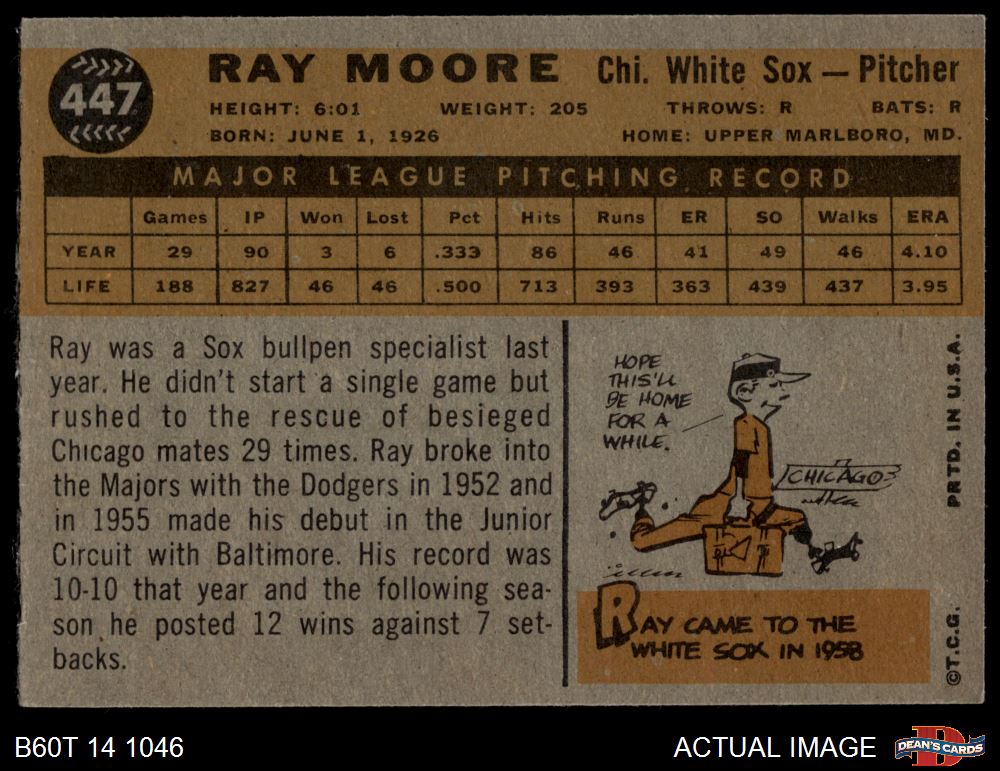 447
RAY MOORE Chi. White Sox — Pitcher
HEIGHT: 6:01 WEIGHT: 205 THROWS: R BATS: R
BORN: JUNE 1, 1926 HOME: UPPER MARLBORO, MD.
MAJOR LEAGUE PITCHING RECORD
Games IP Won Lost Pct Hits Runs ER SO Walks ERA
YEAR 29 90 3 6 .333 86 46 41 49 46 4.10
LIFE 188 827 46 46 .500 713 393 363 439 437 3.95
Ray was a Sox bullpen specialist last
year. He didn't start a single game but
rushed to the rescue of besieged
Chicago mates 29 times. Ray broke into
the Majors with the Dodgers in 1952 and
in 1955 made his debut in the Junior
Circuit with Baltimore. His record was
10-10 that year and the following sea-
son he posted 12 wins against 7 set-
backs.
HOPE
THIS'LL
BE HOME
FOR A
WHILE.
CHICAGO
RAY CAME TO THE
WHITE SOX IN 1958
©T.C.G. PRTD. IN U.S.A.
B60T 14 1046 ACTUAL IMAGE
D
DEAN'S CARDS